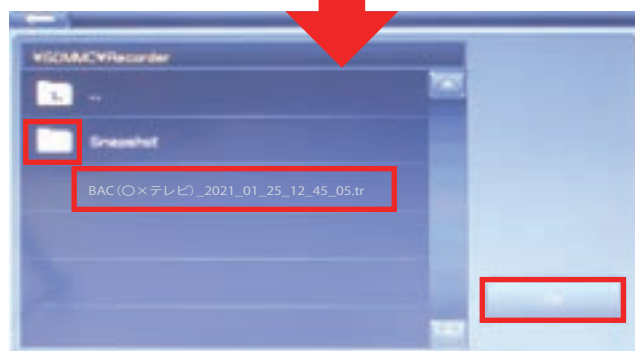 ¥SDMMC¥Recorder
..
Snapshot
BAC(〇×テレビ)_2021_01_25_12_45_05.tr